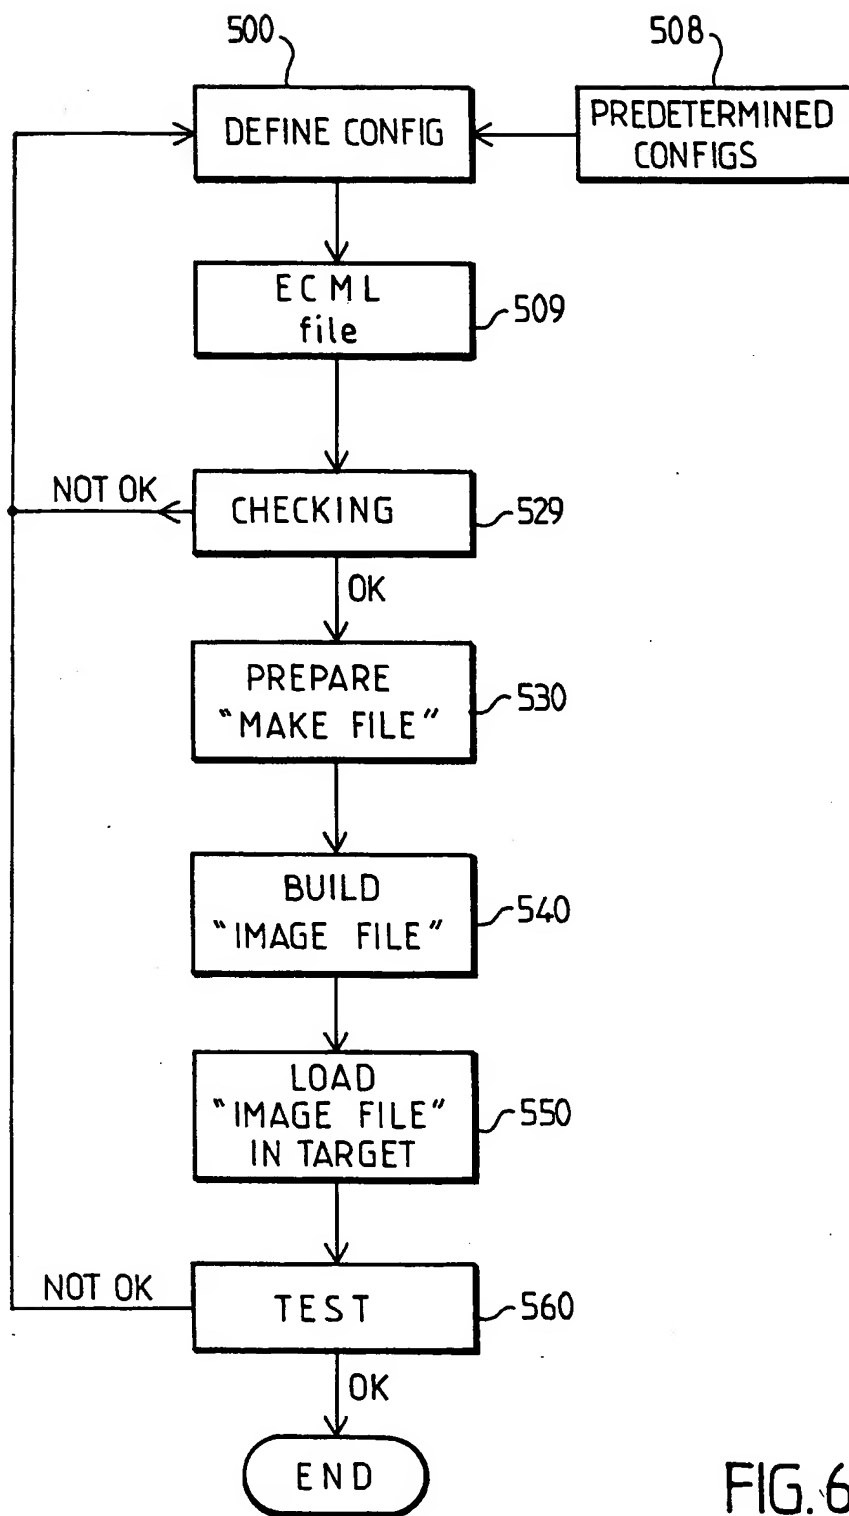 500
508
DEFINE CONFIG
PREDETERMINED
CONFIGS
ECML
file
509
NOT OK
CHECKING
529
OK
PREPARE
"MAKE FILE"
530
BUILD
"IMAGE FILE"
540
LOAD
"IMAGE FILE"
IN TARGET
550
NOT OK
TEST
560
OK
END
FIG.6